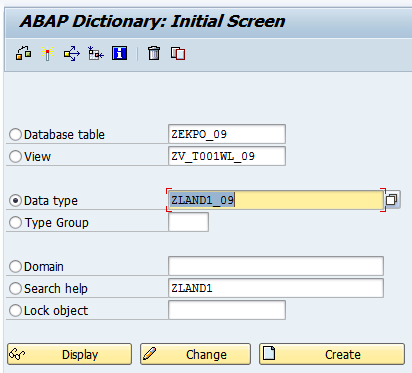 ABAP Dictionary: Initial Screen
Database table ZEKPO_09
View ZV_T001WL_09
Data type ZLAND1_09
Type Group
Domain
Search help ZLAND1
Lock object
Display Change Create